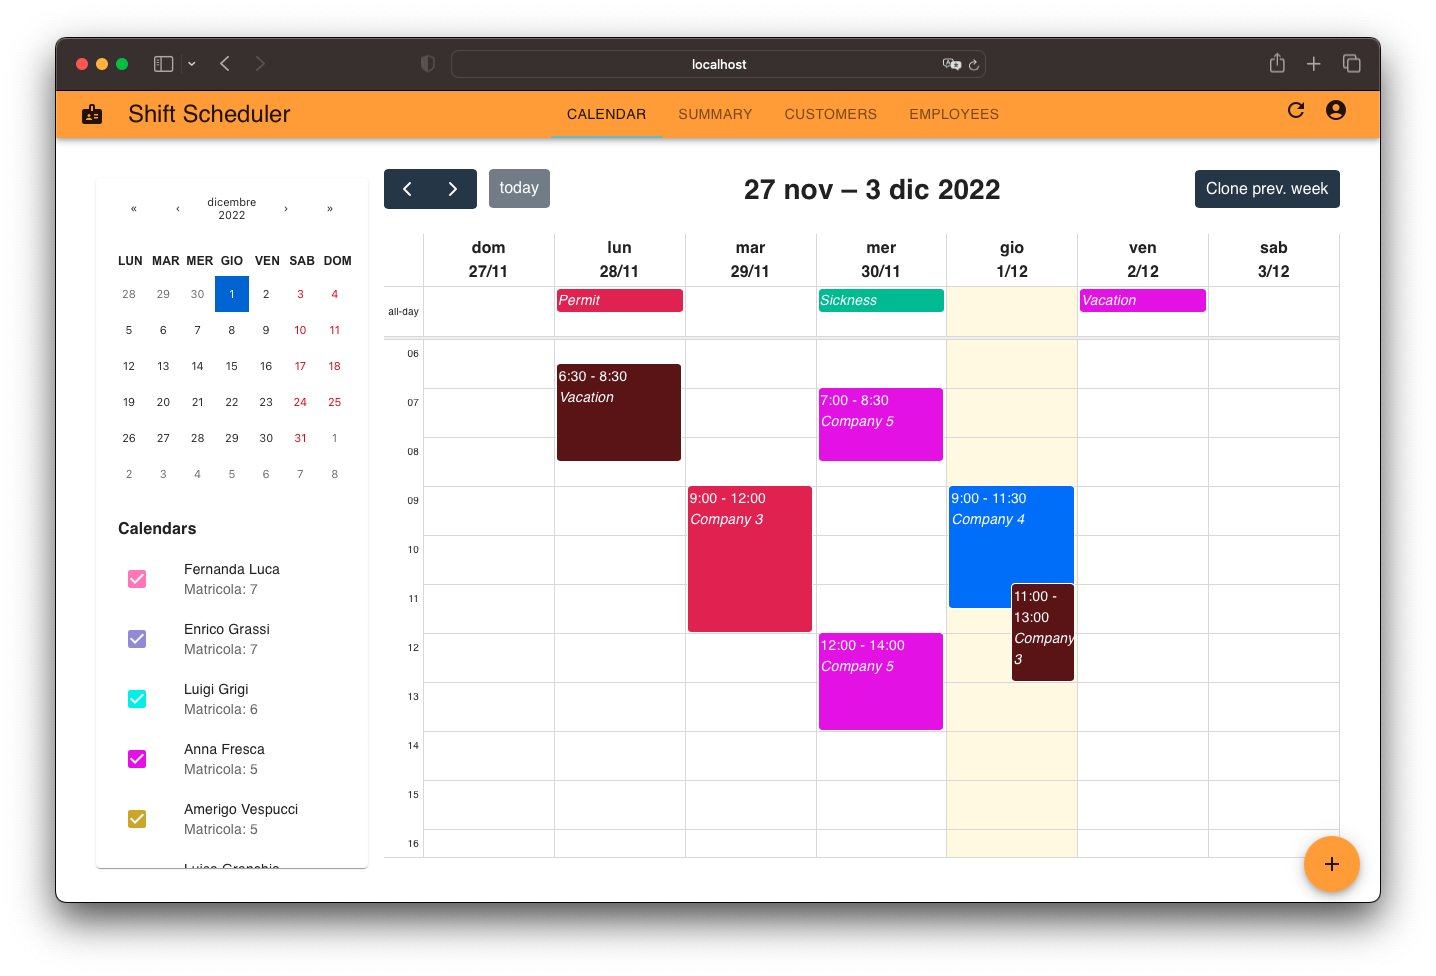 localhost
Shift Scheduler
CALENDAR SUMMARY CUSTOMERS EMPLOYEES
« ‹ dicembre 2022 › »
LUN MAR MER GIO VEN SAB DOM
28 29 30 1 2 3 4
5 6 7 8 9 10 11
12 13 14 15 16 17 18
19 20 21 22 23 24 25
26 27 28 29 30 31 1
2 3 4 5 6 7 8
Calendars
Fernanda Luca
Matricola: 7
Enrico Grassi
Matricola: 7
Luigi Grigi
Matricola: 6
Anna Fresca
Matricola: 5
Amerigo Vespucci
Matricola: 5
today
27 nov – 3 dic 2022
Clone prev. week
dom lun mar mer gio ven sab
27/11 28/11 29/11 30/11 1/12 2/12 3/12
all-day
Permit
Sickness
Vacation
06
07
08
09
10
11
12
13
14
15
16
6:30 - 8:30
Vacation
9:00 - 12:00
Company 3
7:00 - 8:30
Company 5
12:00 - 14:00
Company 5
9:00 - 11:30
Company 4
11:00 -
13:00
Company
3